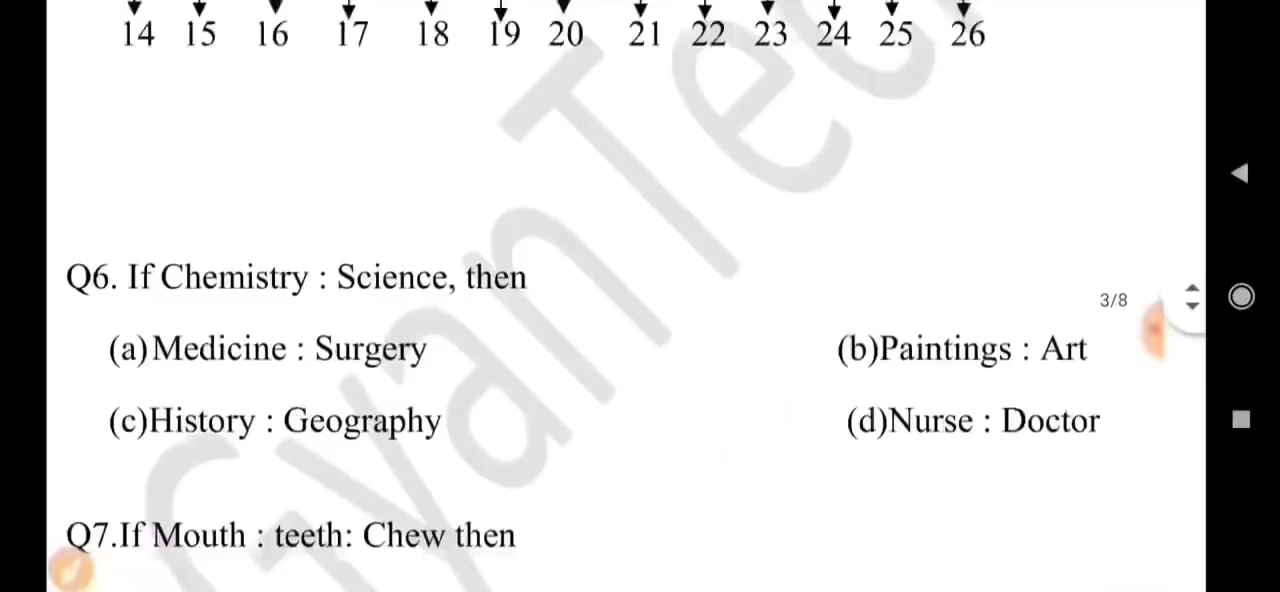 14 15 16 17 18 19 20 21 22 23 24 25 26
Q6. If Chemistry : Science, then
3/8
(a)Medicine : Surgery (b)Paintings : Art
(c)History : Geography (d)Nurse : Doctor
Q7.If Mouth : teeth: Chew then